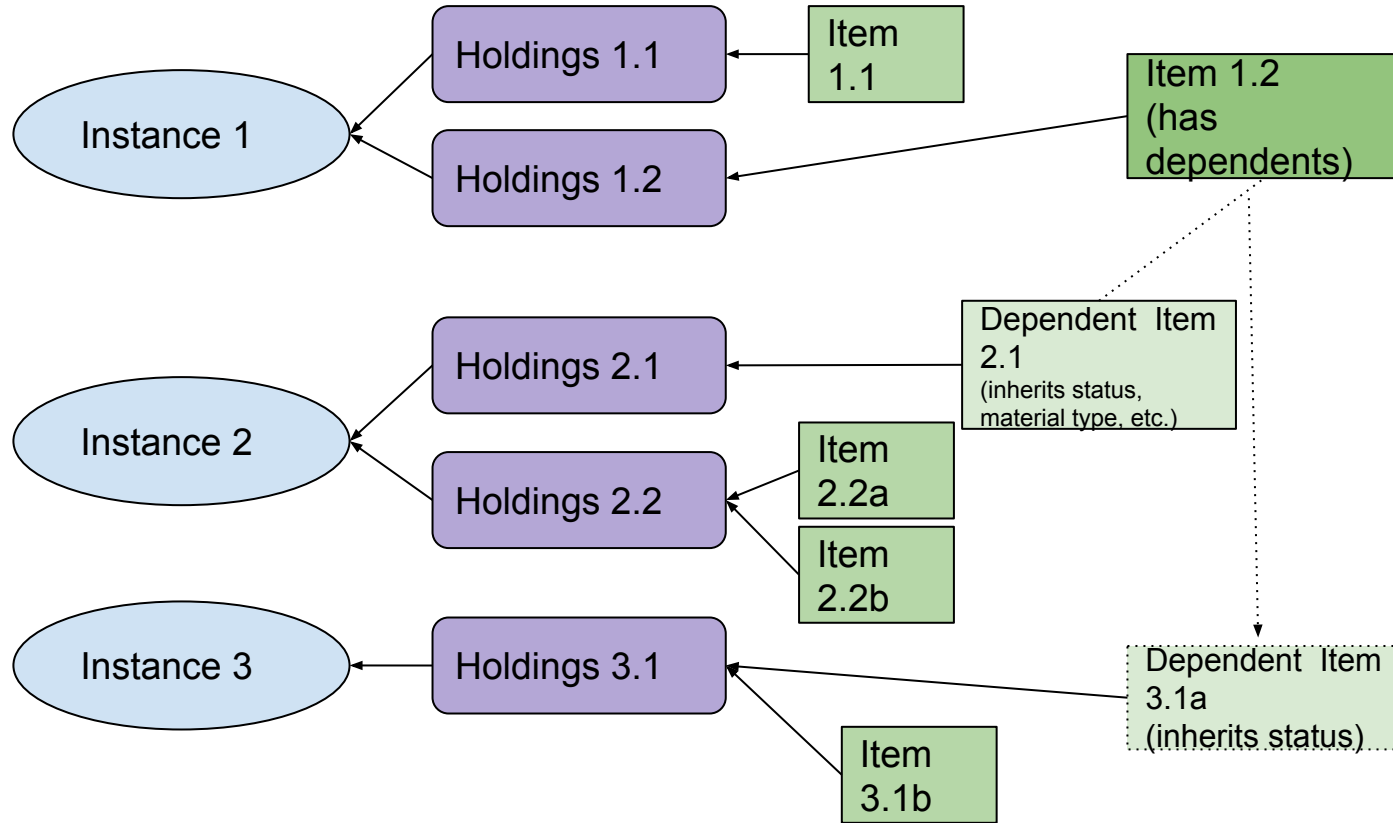 Instance 1
Holdings 1.1
Item
1.1
Holdings 1.2
Item 1.2
(has
dependents)
Instance 2
Holdings 2.1
Dependent  Item
2.1
(inherits status,
material type, etc.)
Holdings 2.2
Item
2.2a
Item
2.2b
Instance 3
Holdings 3.1
Dependent  Item
3.1a
(inherits status)
Item
3.1b